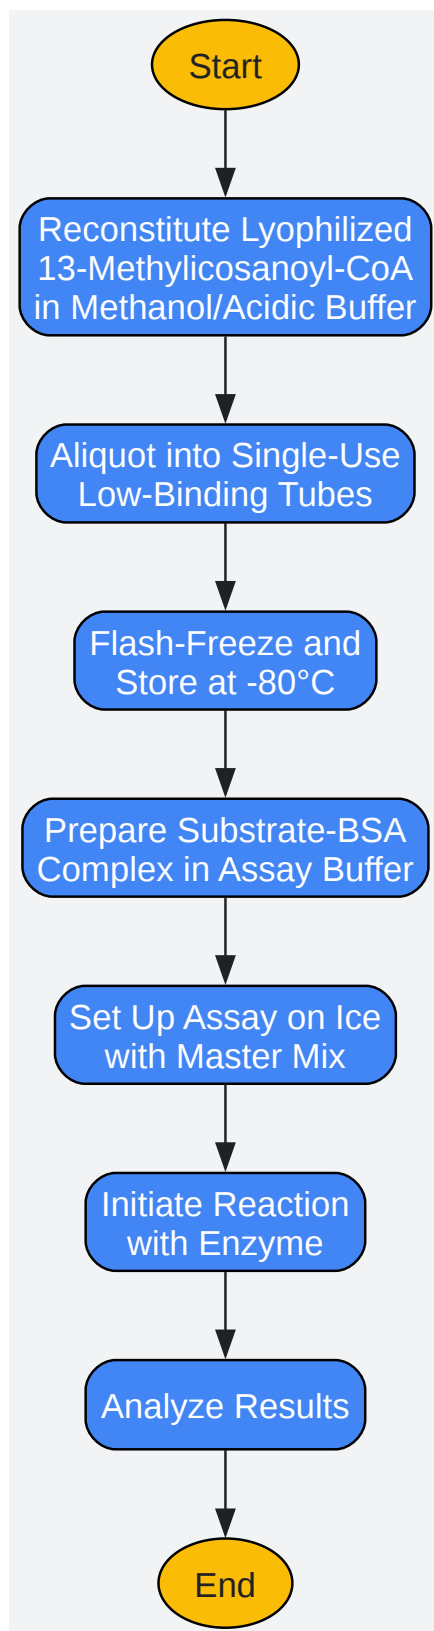 Start
Reconstitute Lyophilized
13-Methylicosanoyl-CoA
in Methanol/Acidic Buffer
Aliquot into Single-Use
Low-Binding Tubes
Flash-Freeze and
Store at -80°C
Prepare Substrate-BSA
Complex in Assay Buffer
Set Up Assay on Ice
with Master Mix
Initiate Reaction
with Enzyme
Analyze Results
End